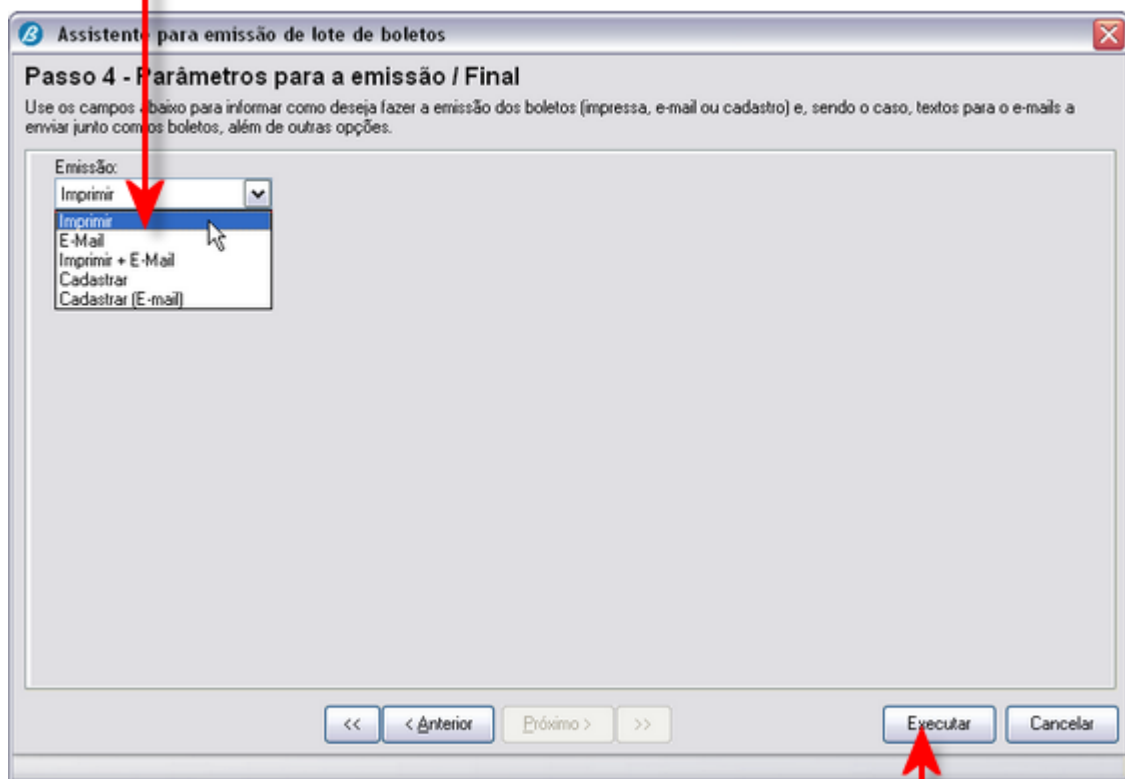 Assistente para emissão de lote de boletos
Passo 4 - Parâmetros para a emissão / Final
Use os campos abaixo para informar como deseja fazer a emissão dos boletos (impressa, e-mail ou cadastro) e, sendo o caso, textos para o e-mails a
enviar junto com os boletos, além de outras opções.
Emissão:
Imprimir
Imprimir
E-Mail
Imprimir + E-Mail
Cadastrar
Cadastrar (E-mail)
<< < Anterior Próximo > >> Executar Cancelar